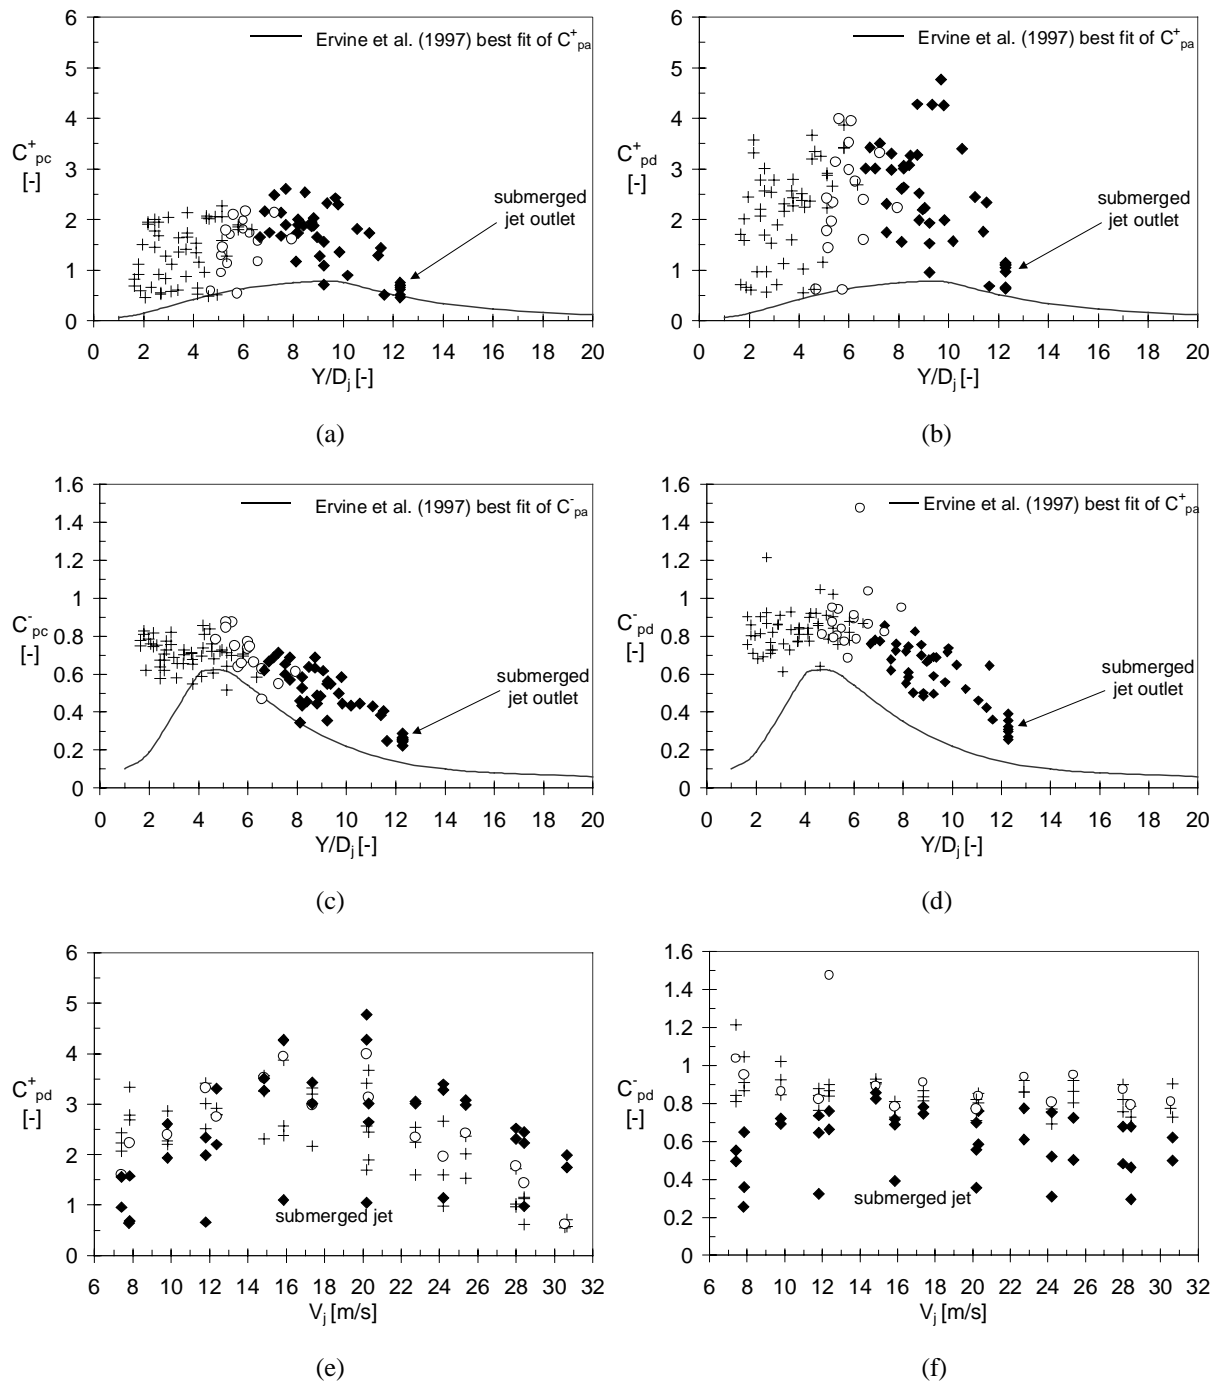 6
5
4
3
2
1
0
C⁺pc
[-]
Ervine et al. (1997) best fit of C⁺pa
submerged
jet outlet
0 2 4 6 8 10 12 14 16 18 20
Y/Dj [-]
(a)
6
5
4
3
2
1
0
C⁺pd
[-]
Ervine et al. (1997) best fit of C⁺pa
submerged
jet outlet
0 2 4 6 8 10 12 14 16 18 20
Y/Dj [-]
(b)
1.6
1.4
1.2
1
0.8
0.6
0.4
0.2
0
C⁻pc
[-]
Ervine et al. (1997) best fit of C⁻pa
submerged
jet outlet
0 2 4 6 8 10 12 14 16 18 20
Y/Dj [-]
(c)
1.6
1.4
1.2
1
0.8
0.6
0.4
0.2
0
C⁻pd
[-]
Ervine et al. (1997) best fit of C⁺pa
submerged
jet outlet
0 2 4 6 8 10 12 14 16 18 20
Y/Dj [-]
(d)
6
5
4
3
2
1
0
C⁺pd
[-]
submerged jet
6 8 10 12 14 16 18 20 22 24 26 28 30 32
Vj [m/s]
(e)
1.6
1.4
1.2
1
0.8
0.6
0.4
0.2
0
C⁻pd
[-]
submerged jet
6 8 10 12 14 16 18 20 22 24 26 28 30 32
Vj [m/s]
(f)